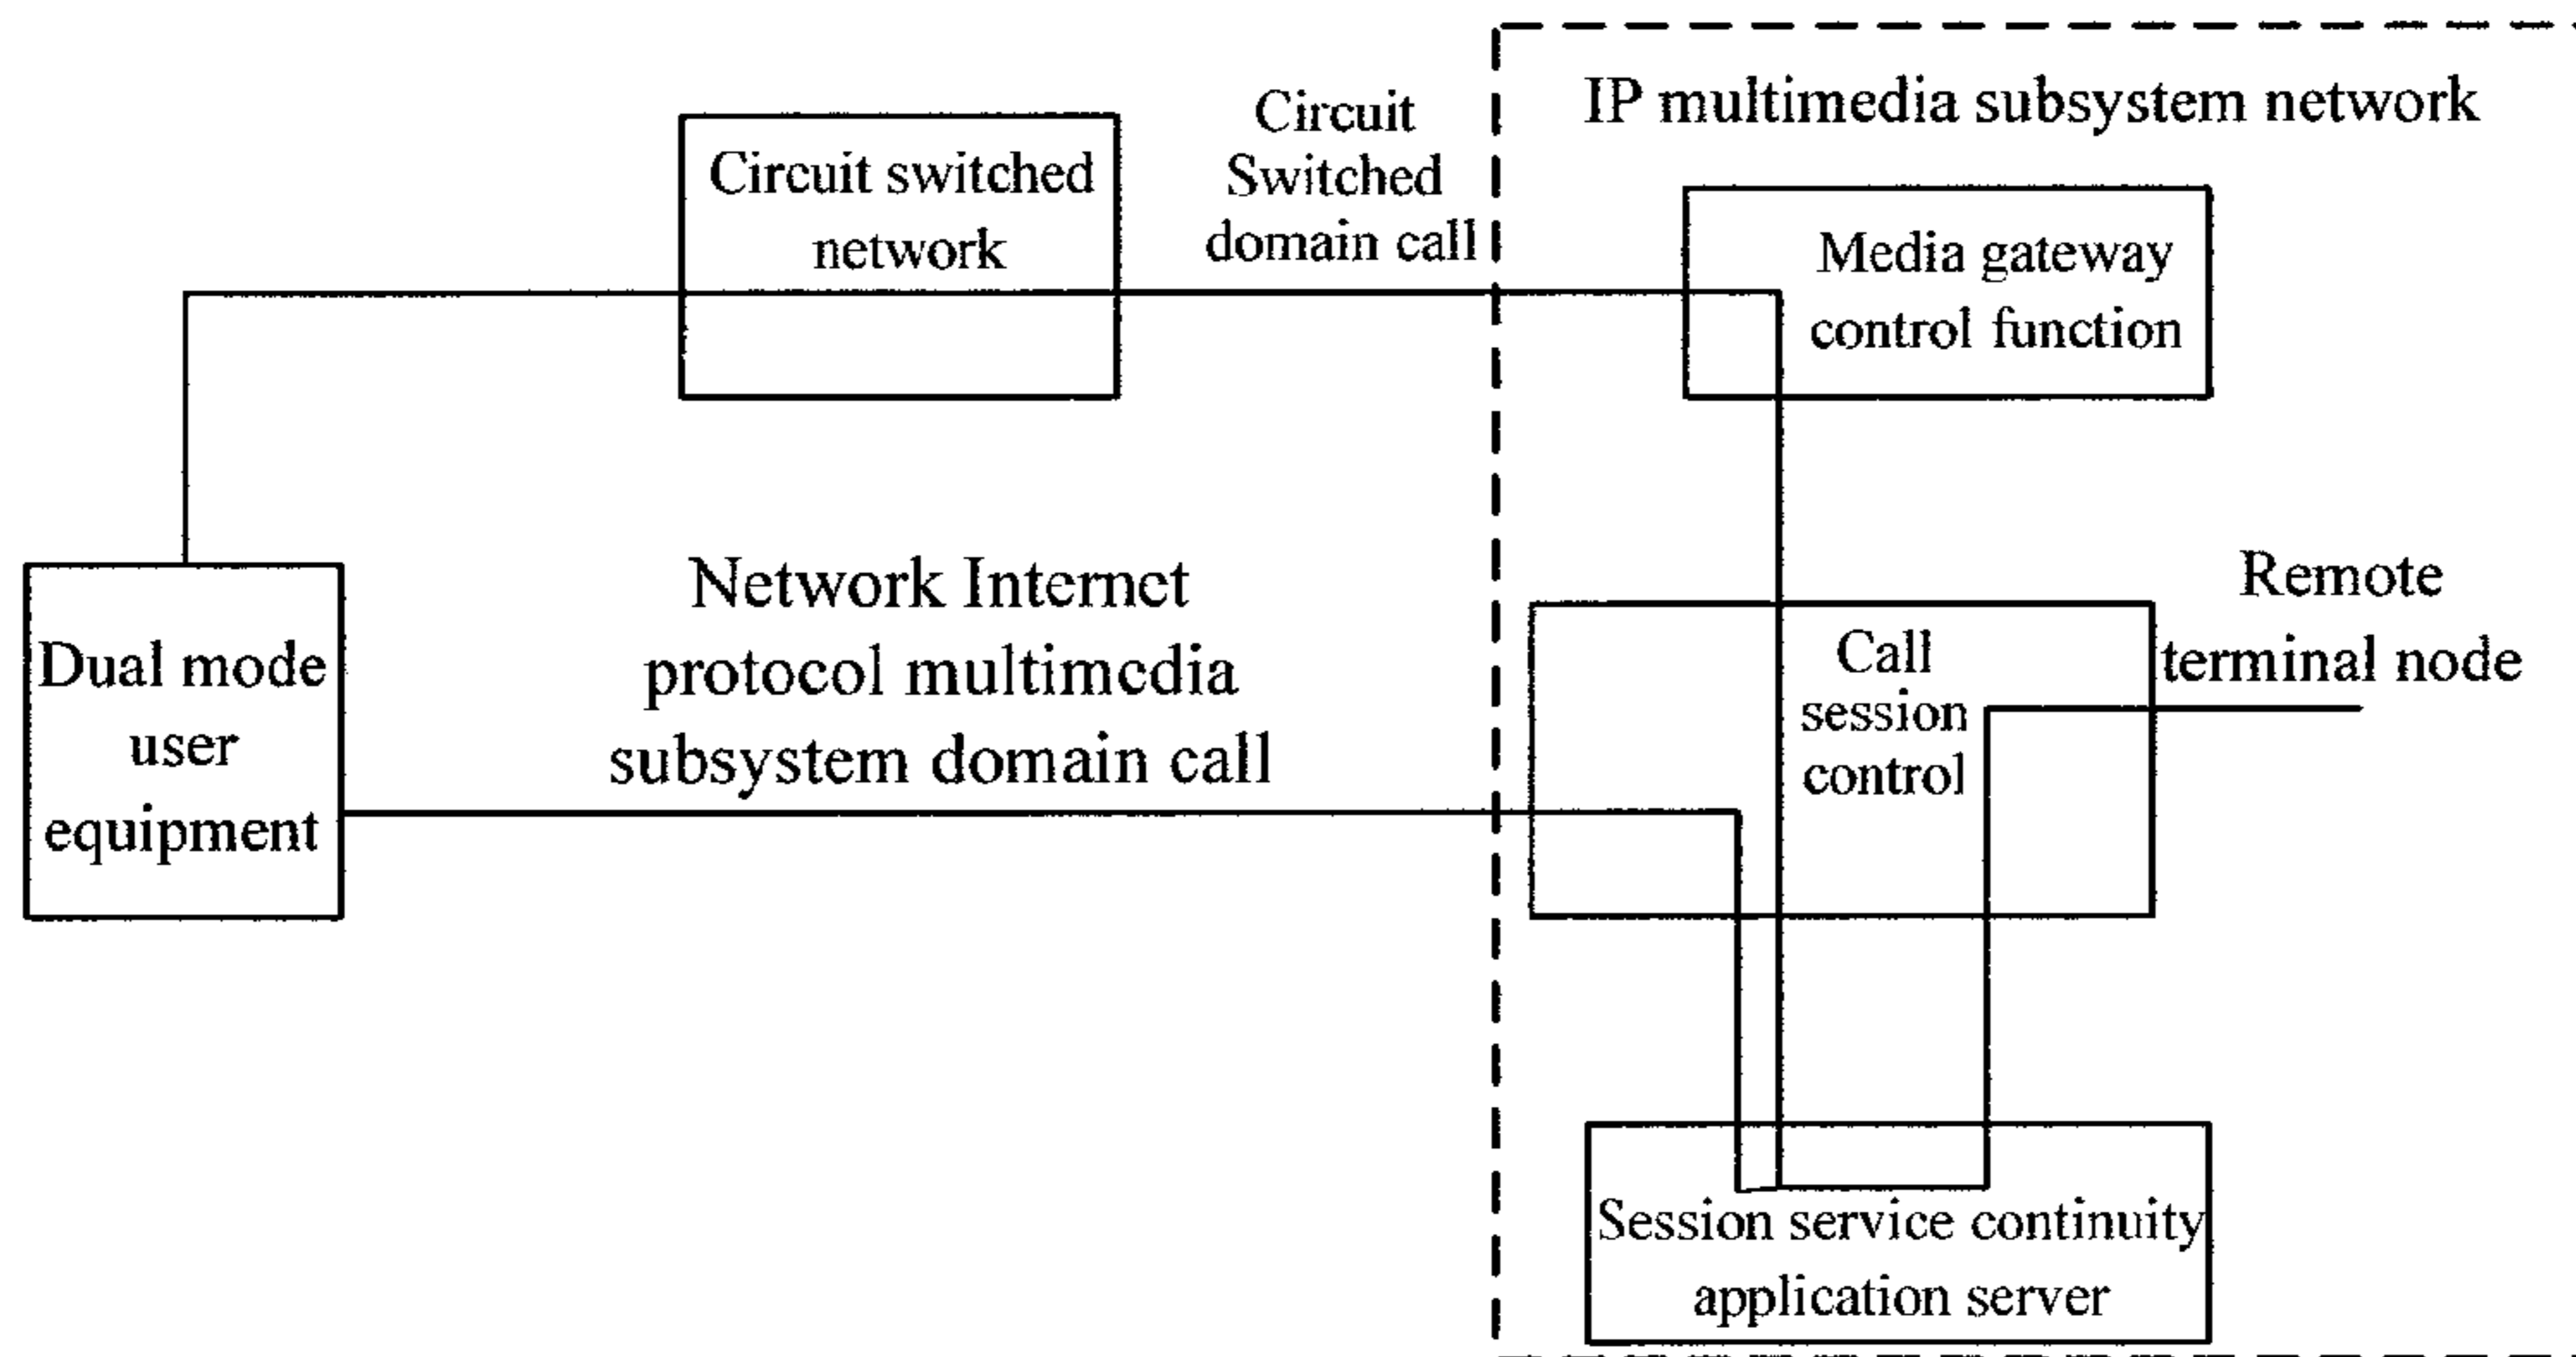 IP multimedia subsystem network
Circuit
Switched
domain call
Circuit switched
network
Media gateway
control function
Network Internet
protocol multimedia
subsystem domain call
Dual mode
user
equipment
Call
session
control
Remote
terminal node
Session service continuity
application server